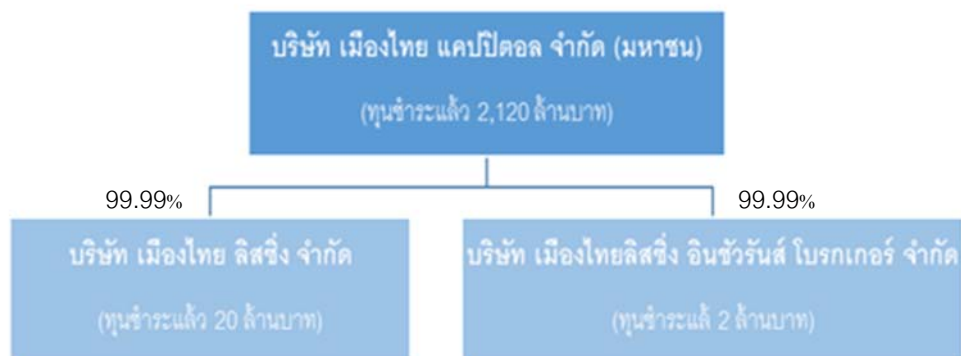 บริษัท เมืองไทย แคปปิตอล จำกัด (มหาชน)
(ทุนชำระแล้ว 2,120 ล้านบาท)
99.99%
99.99%
บริษัท เมืองไทย ลิสซิ่ง จำกัด
บริษัท เมืองไทยลิสซิ่ง อินชัวรันส์ โบรกเกอร์ จำกัด
(ทุนชำระแล้ว 20 ล้านบาท)
(ทุนชำระแล้ 2 ล้านบาท)